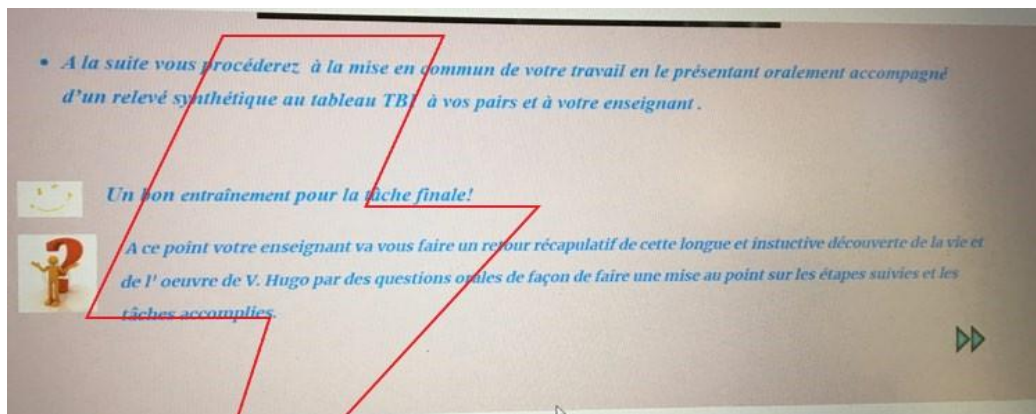 • A la suite vous procéderez à la mise en commun de votre travail en le présentant oralement accompagné
d'un relevé synthétique au tableau TBI à vos pairs et à votre enseignant .
Un bon entraînement pour la tâche finale!
A ce point votre enseignant va vous faire un retour récapulatif de cette longue et instuctive découverte de la vie et
de l' oeuvre de V. Hugo par des questions orales de façon de faire une mise au point sur les étapes suivies et les
tâches accomplies.